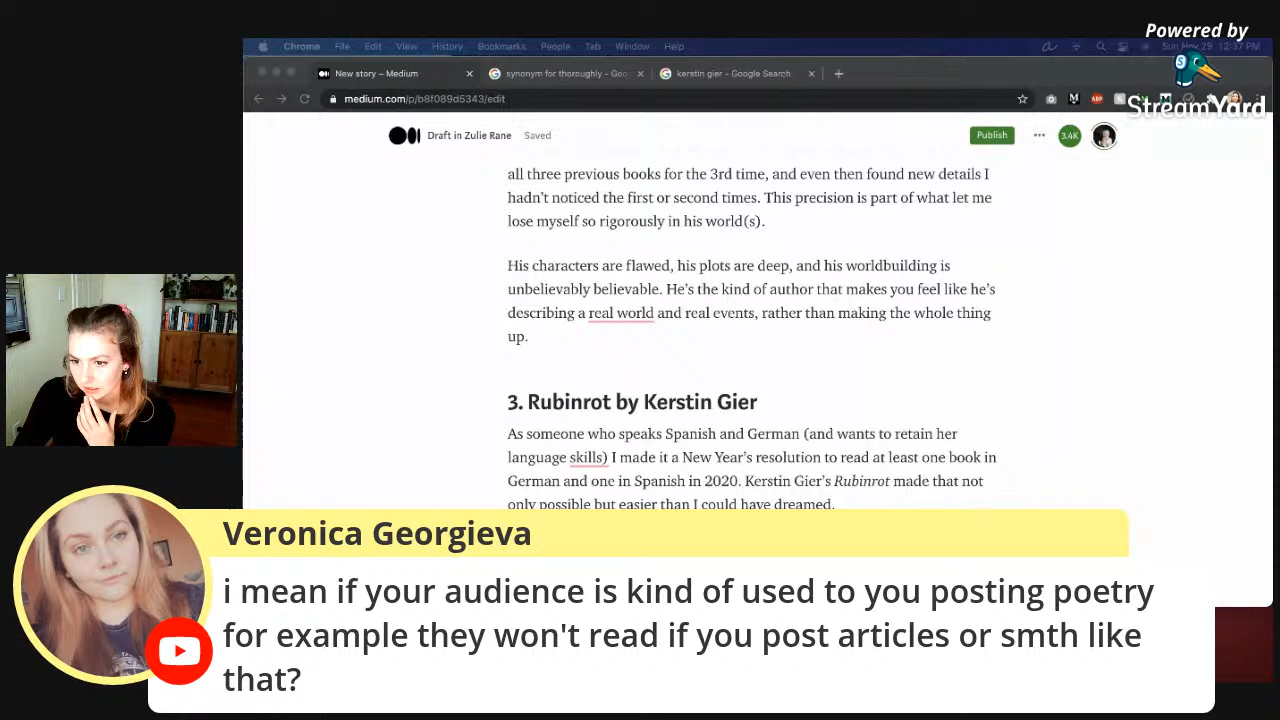 Powered by
StreamYard
Chrome File Edit View History Bookmarks People Tab Window Help
Sun Nov 29 12:37 PM
New story – Medium
synonym for thoroughly - Goo
kerstin gier - Google Search
medium.com/p/b8f089d5343/edit
Draft in Zulie Rane Saved
Publish
3.4K
all three previous books for the 3rd time, and even then found new details I
hadn't noticed the first or second times. This precision is part of what let me
lose myself so rigorously in his world(s).
His characters are flawed, his plots are deep, and his worldbuilding is
unbelievably believable. He's the kind of author that makes you feel like he's
describing a real world and real events, rather than making the whole thing
up.
3. Rubinrot by Kerstin Gier
As someone who speaks Spanish and German (and wants to retain her
language skills) I made it a New Year's resolution to read at least one book in
German and one in Spanish in 2020. Kerstin Gier's Rubinrot made that not
only possible but easier than I could have dreamed.
Veronica Georgieva
i mean if your audience is kind of used to you posting poetry
for example they won't read if you post articles or smth like
that?